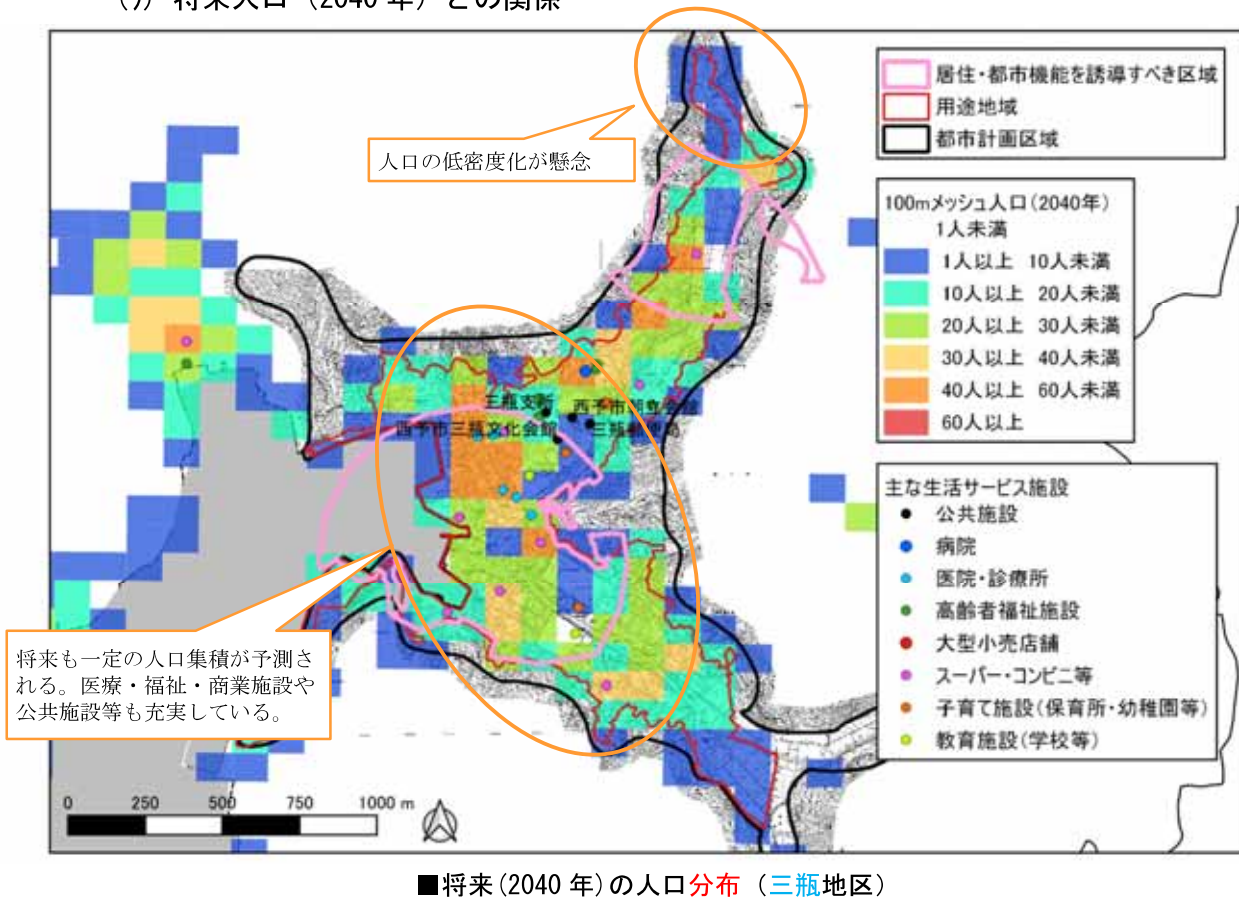 将来人口(2040 年)との関係
人口の低密度化が懸念
居住・都市機能を誘導すべき区域
用途地域
都市計画区域
100mメッシュ人口(2040年)
1人未満
1人以上 10人未満
10人以上 20人未満
20人以上 30人未満
30人以上 40人未満
40人以上 60人未満
60人以上
三瓶支所
西予市三瓶文化会館
主な生活サービス施設
公共施設
病院
医院・診療所
高齢者福祉施設
大型小売店舗
スーパー・コンビニ等
子育て施設(保育所・幼稚園等)
教育施設(学校等)
将来も一定の人口集積が予測さ
れる。医療・福祉・商業施設や
公共施設等も充実している。
0 250 500 750 1000 m
■将来(2040 年)の人口分布(三瓶地区)